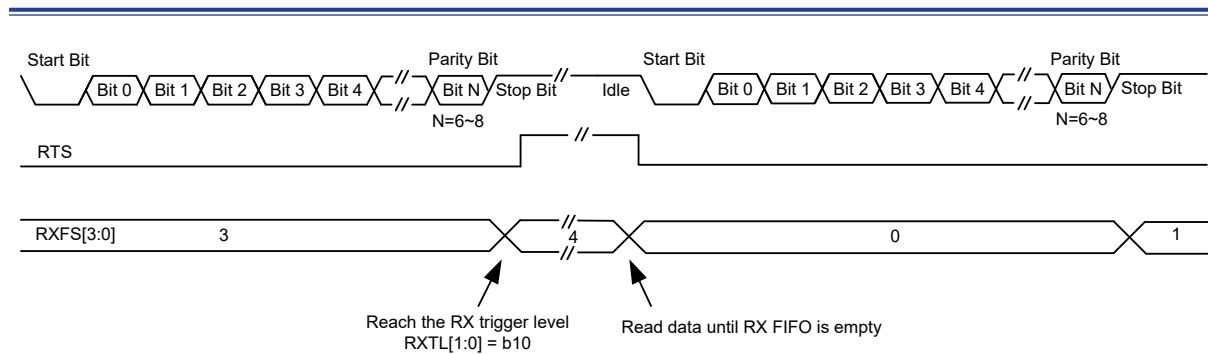 Start Bit Parity Bit Start Bit Parity Bit
Bit 0 Bit 1 Bit 2 Bit 3 Bit 4 Bit N Stop Bit Idle Bit 0 Bit 1 Bit 2 Bit 3 Bit 4 Bit N Stop Bit
N=6~8 N=6~8
RTS
RXFS[3:0] 3 4 0 1
Reach the RX trigger level
RXTL[1:0] = b10
Read data until RX FIFO is empty